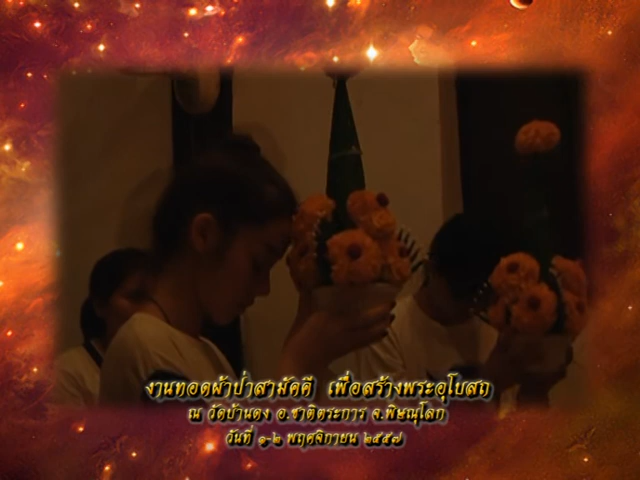 งานทอดผ้าป่าสามัคคี เพื่อสร้างพระอุโบสถ
ณ วัดบ้านดง อ.ชาติตระการ จ.พิษณุโลก
วันที่ ๑-๒ พฤศจิกายน ๒๕๕๗